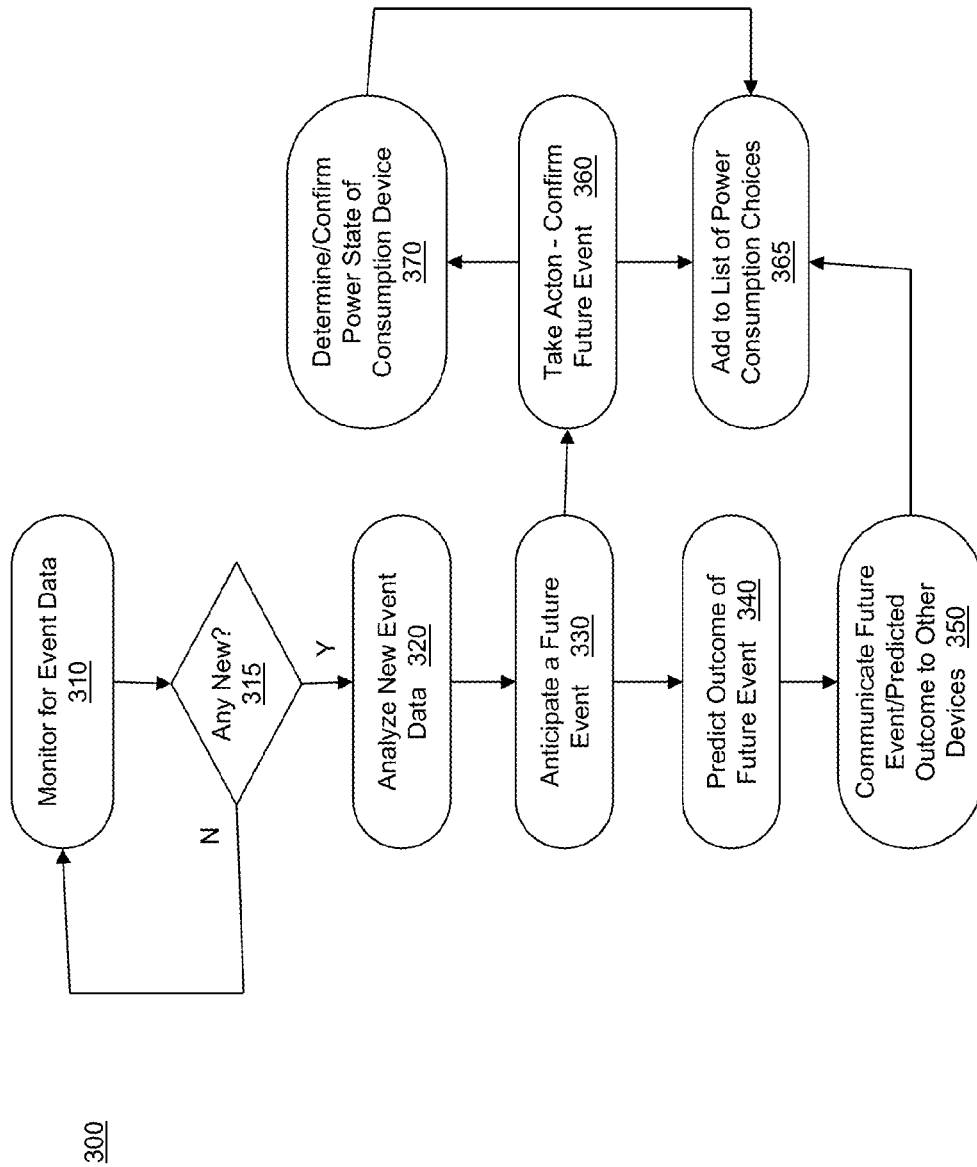 300
Monitor for Event Data
310
Any New?
315
N
Y
Analyze New Event
Data 320
Anticipate a Future
Event 330
Predict Outcome of
Future Event 340
Communicate Future
Event/Predicted
Outcome to Other
Devices 350
Determine/Confirm
Power State of
Consumption Device
370
Take Acton - Confirm
Future Event 360
Add to List of Power
Consumption Choices
365